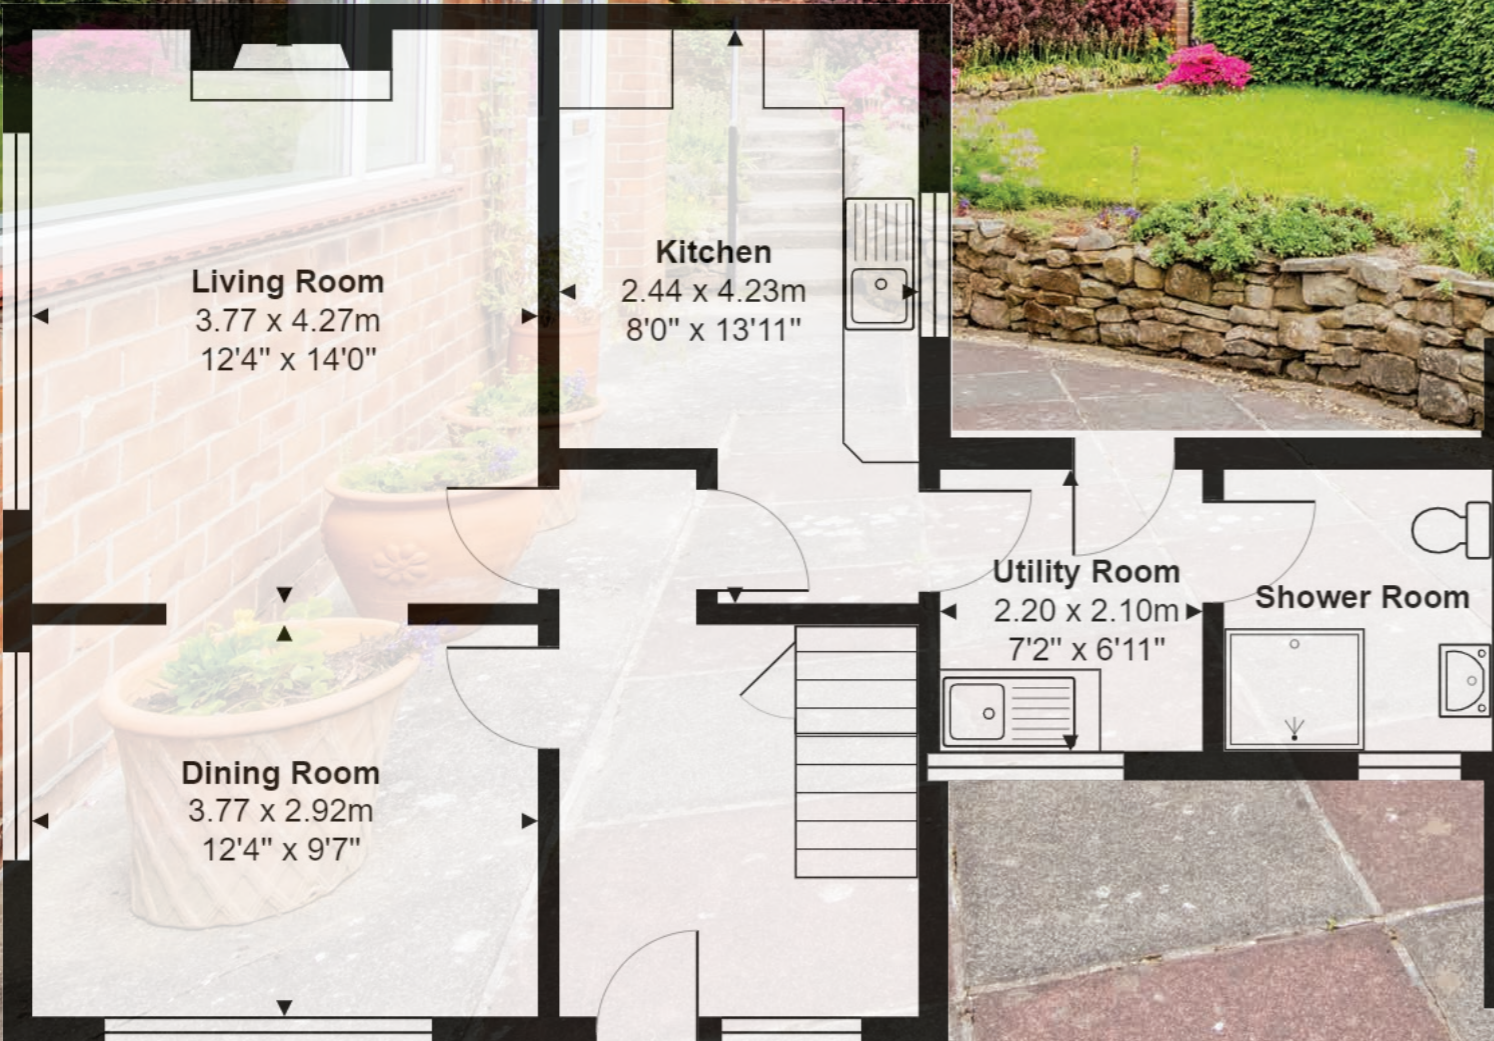 Living Room
3.77 x 4.27m
12'4" x 14'0"
Kitchen
2.44 x 4.23m
8'0" x 13'11"
Utility Room
2.20 x 2.10m
7'2" x 6'11"
Shower Room
Dining Room
3.77 x 2.92m
12'4" x 9'7"